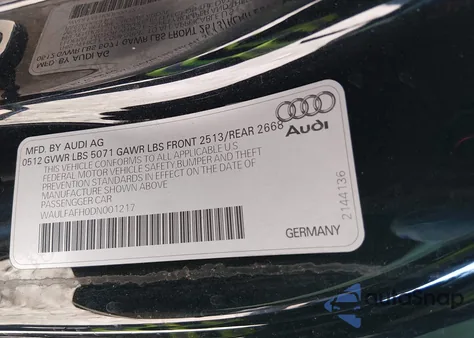 MFD. BY AUDI AG
0512 GVWR LBS 5071 GAWR LBS FRONT 2513/REAR 2668
THIS VEHICLE CONFORMS TO ALL APPLICABLE U.S
FEDERAL MOTOR VEHICLE SAFETY, BUMPER AND THEFT
PREVENTION STANDARDS IN EFFECT ON THE DATE OF
MANUFACTURE SHOWN ABOVE.
PASSENGER CAR
WAULFAFH0DN001217
Audi
2144136
GERMANY
autosnap